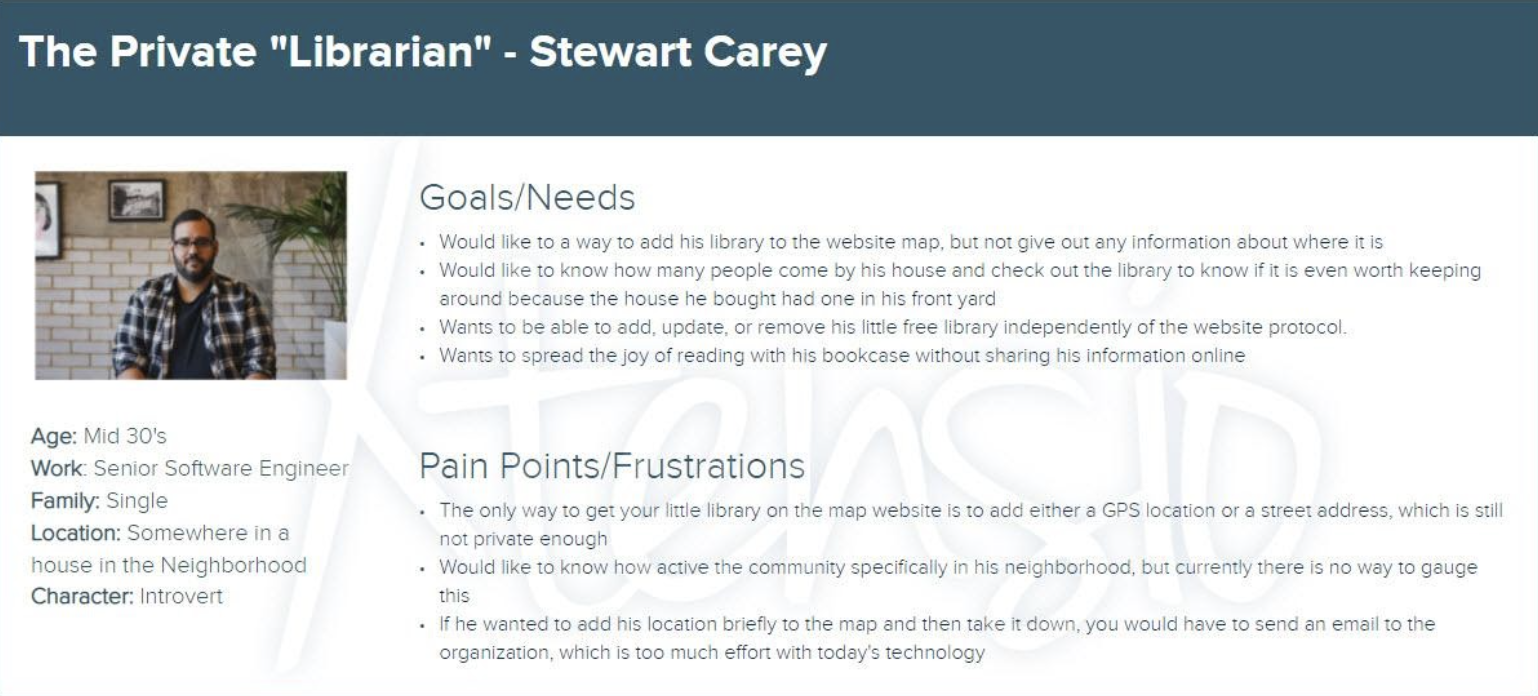 The Private "Librarian" - Stewart Carey
Age: Mid 30's
Work: Senior Software Engineer
Family: Single
Location: Somewhere in a
house in the Neighborhood
Character: Introvert
Goals/Needs
• Would like to a way to add his library to the website map, but not give out any information about where it is
• Would like to know how many people come by his house and check out the library to know if it is even worth keeping
around because the house he bought had one in his front yard
• Wants to be able to add, update, or remove his little free library independently of the website protocol.
• Wants to spread the joy of reading with his bookcase without sharing his information online
Pain Points/Frustrations
• The only way to get your little library on the map website is to add either a GPS location or a street address, which is still
not private enough
• Would like to know how active the community specifically in his neighborhood, but currently there is no way to gauge
this
• If he wanted to add his location briefly to the map and then take it down, you would have to send an email to the
organization, which is too much effort with today's technology
Xtensio